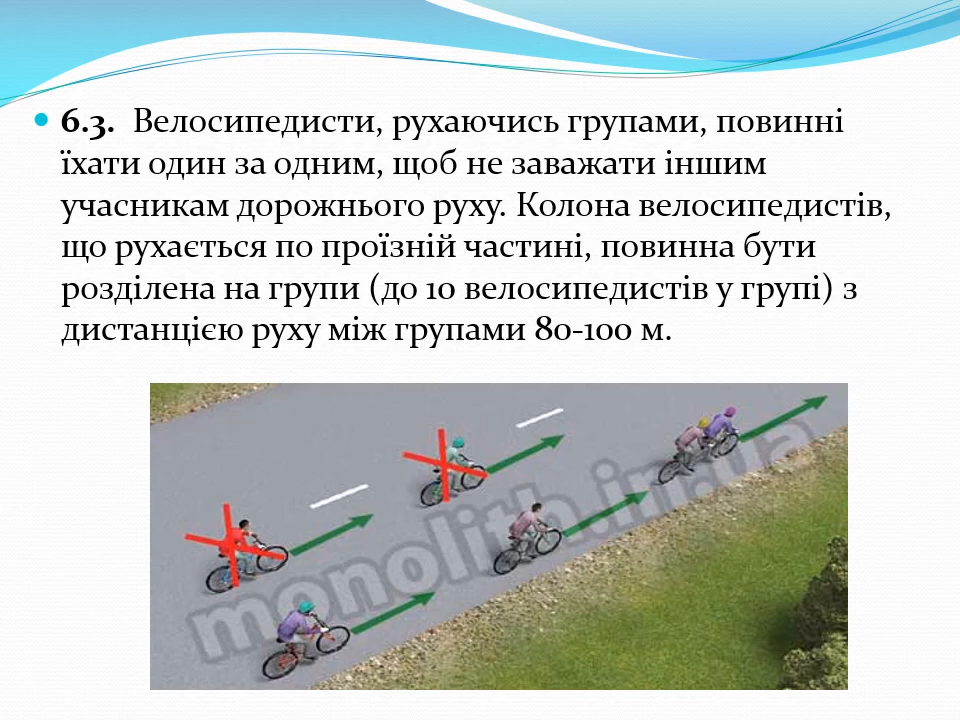 6.3. Велосипедисти, рухаючись групами, повинні
їхати один за одним, щоб не заважати іншим
учасникам дорожнього руху. Колона велосипедистів,
що рухається по проїзній частині, повинна бути
розділена на групи (до 10 велосипедистів у групі) з
дистанцією руху між групами 80-100 м.
monolith.in.ua